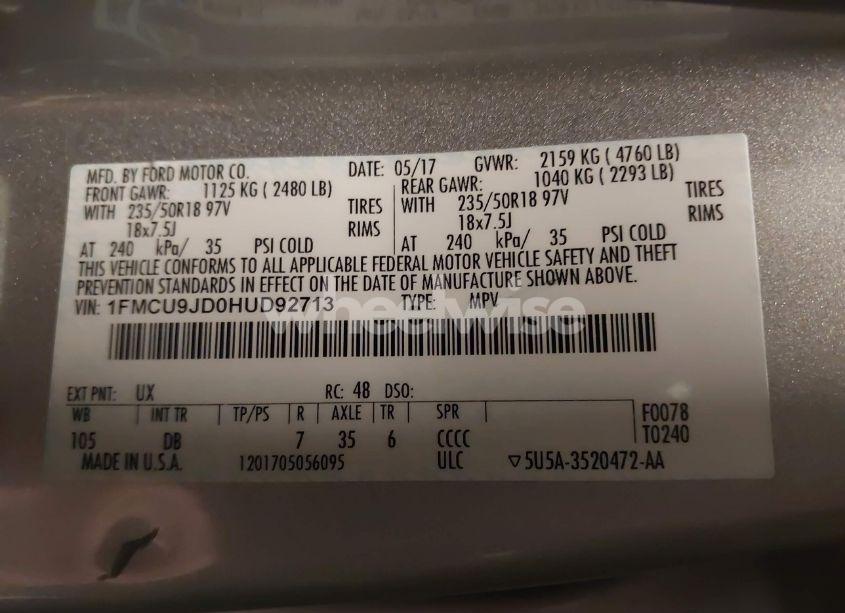 MFD. BY FORD MOTOR CO. DATE: 05/17 GVWR: 2159 KG ( 4760 LB)
FRONT GAWR: 1125 KG ( 2480 LB) REAR GAWR: 1040 KG ( 2293 LB)
WITH 235/50R18 97V TIRES WITH 235/50R18 97V TIRES
18x7.5J RIMS 18x7.5J RIMS
AT 240 kPa/ 35 PSI COLD AT 240 kPa/ 35 PSI COLD
THIS VEHICLE CONFORMS TO ALL APPLICABLE FEDERAL MOTOR VEHICLE SAFETY AND THEFT
PREVENTION STANDARDS IN EFFECT ON THE DATE OF MANUFACTURE SHOWN ABOVE.
VIN: 1FMCU9JD0HUD92713 TYPE: MPV
wheelwise
EXT PNT: UX RC: 48 DSO:
WB INT TR TP/PS R AXLE TR SPR F0078
105 DB 7 35 6 CCCC T0240
MADE IN U.S.A. 1201705056095 ULC ▽5U5A-3520472-AA